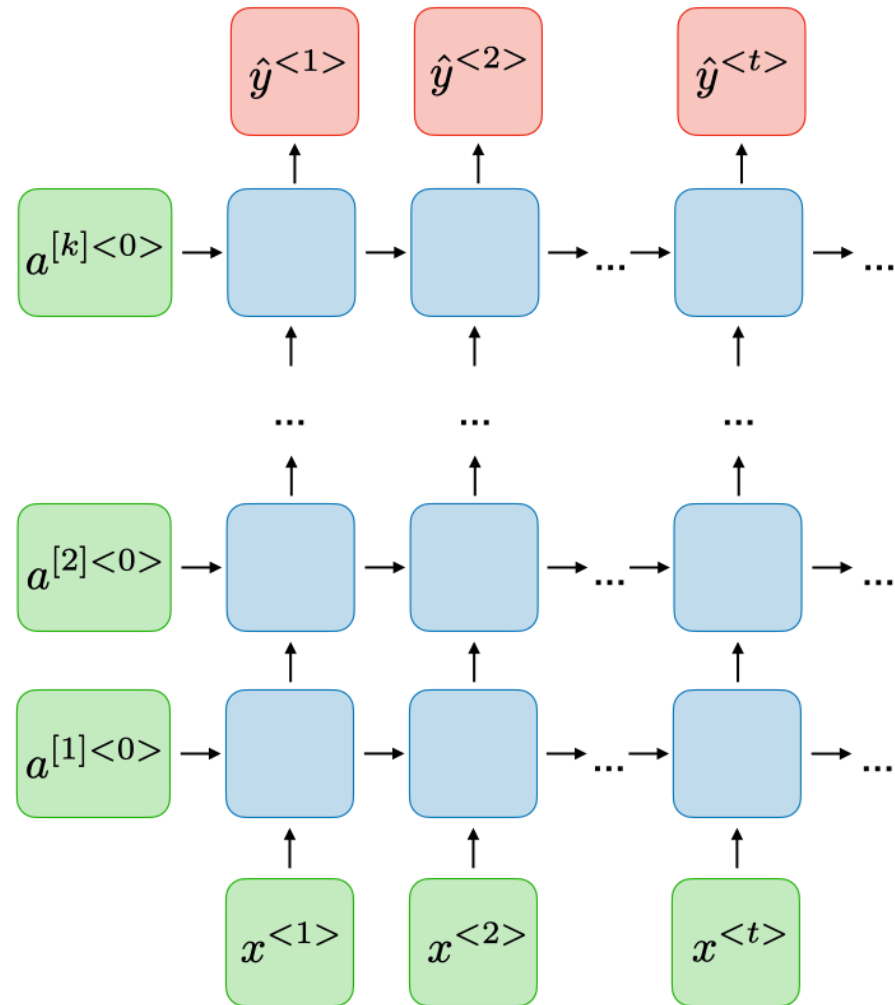 ŷ<1> ŷ<2> ŷ<t>
a[k]<0> ... ...
... ... ...
a[2]<0> ... ...
a[1]<0> ... ...
x<1> x<2> x<t>